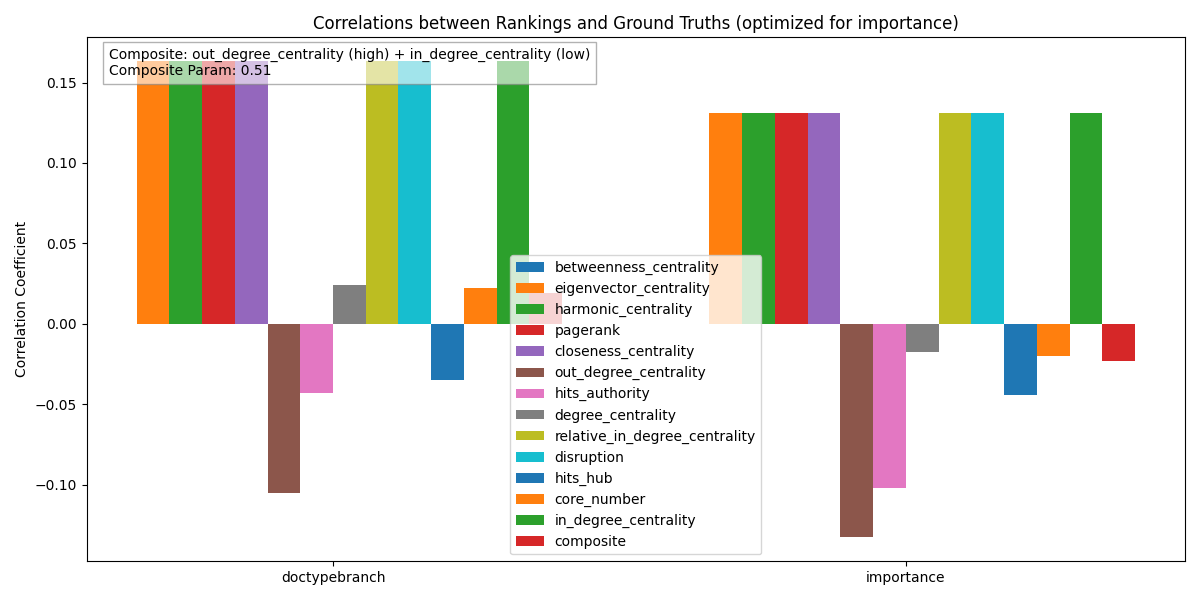 Correlations between Rankings and Ground Truths (optimized for importance)
Composite: out_degree_centrality (high) + in_degree_centrality (low)
Composite Param: 0.51
Correlation Coefficient
0.15
0.10
0.05
0.00
−0.05
−0.10
betweenness_centrality
eigenvector_centrality
harmonic_centrality
pagerank
closeness_centrality
out_degree_centrality
hits_authority
degree_centrality
relative_in_degree_centrality
disruption
hits_hub
core_number
in_degree_centrality
composite
doctypebranch
importance